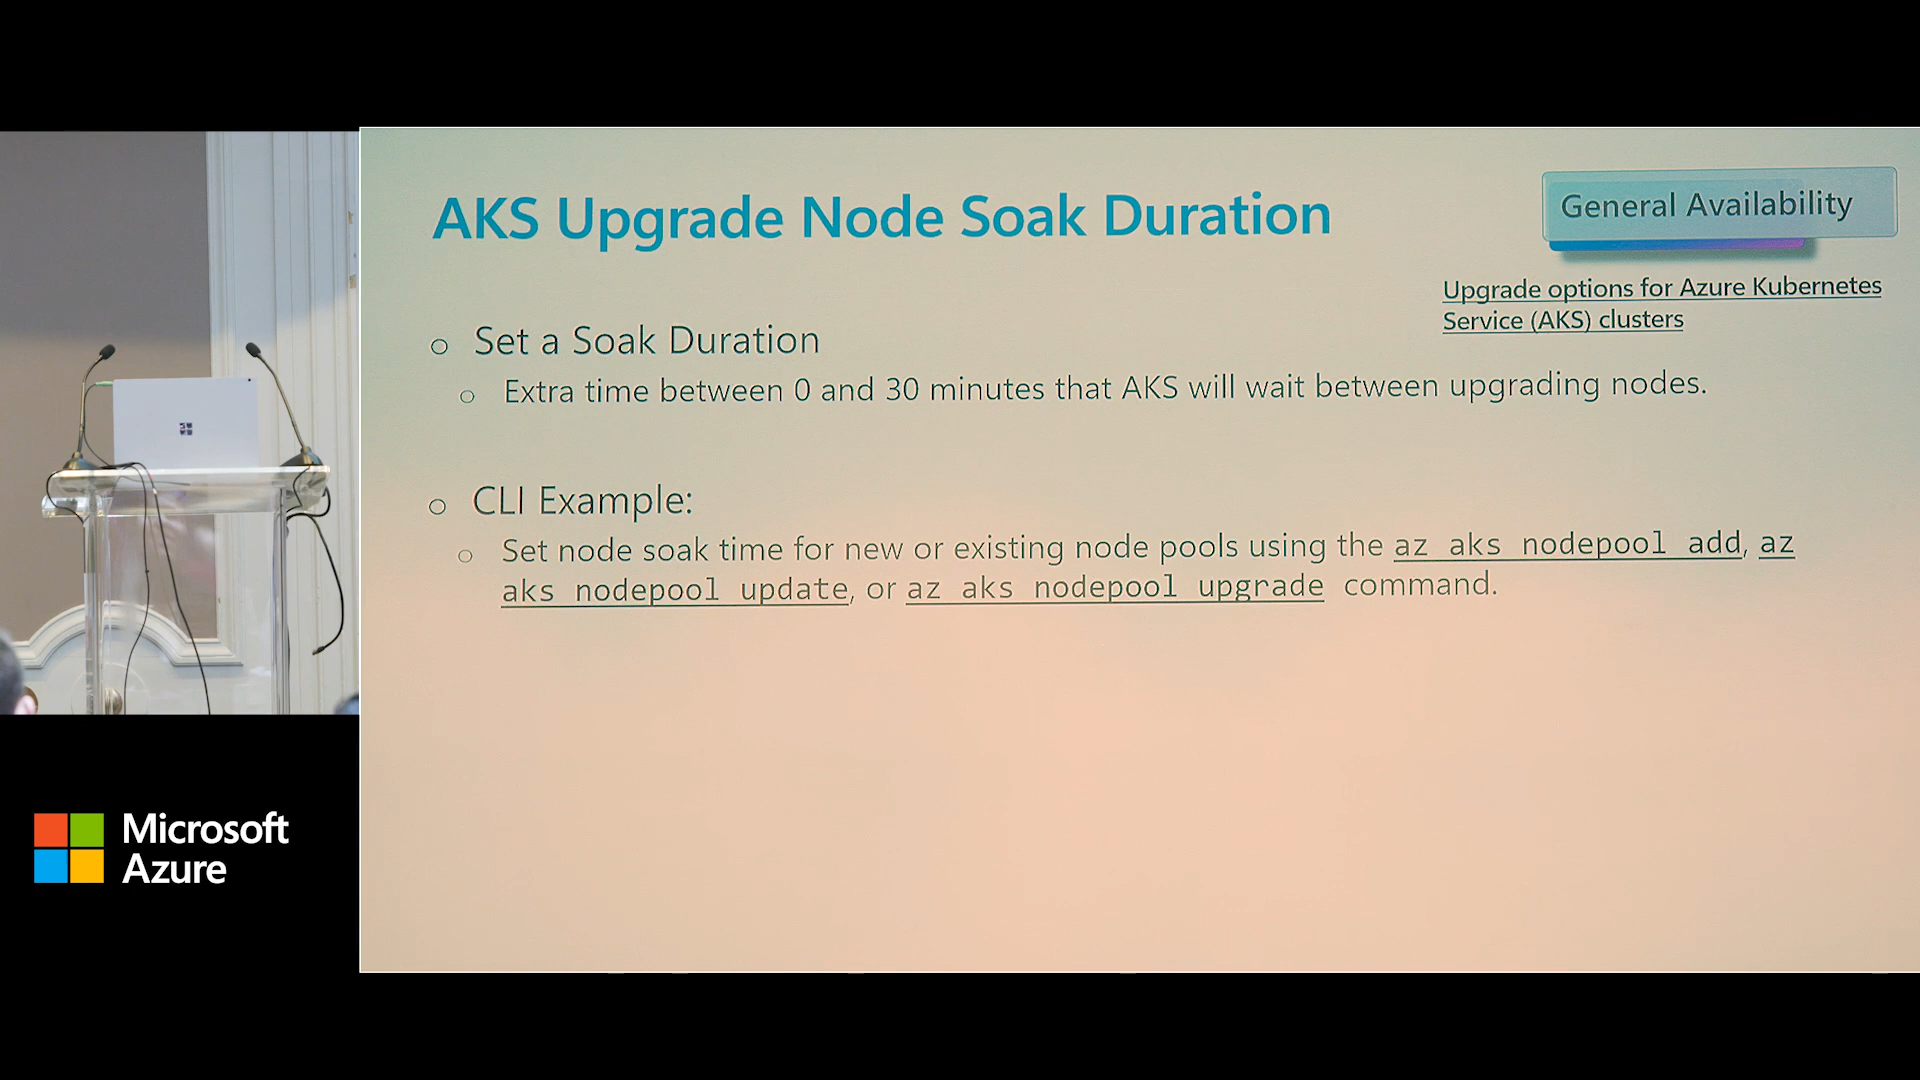 AKS Upgrade Node Soak Duration
General Availability
Upgrade options for Azure Kubernetes
Service (AKS) clusters
Set a Soak Duration
Extra time between 0 and 30 minutes that AKS will wait between upgrading nodes.
CLI Example:
Set node soak time for new or existing node pools using the az aks nodepool add, az
aks nodepool update, or az aks nodepool upgrade command.
Microsoft
Azure